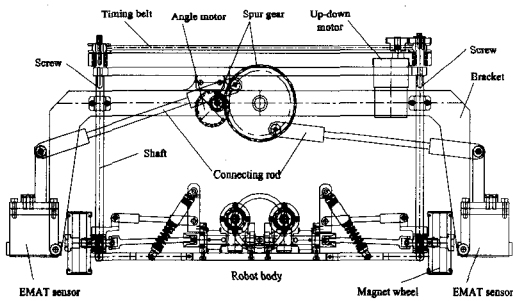 Timing belt
Angle motor
Spur gear
Up-down
motor
Screw
Screw
Bracket
Shaft
Connecting rod
EMAT sensor
Robot body
Magnet wheel
EMAT sensor